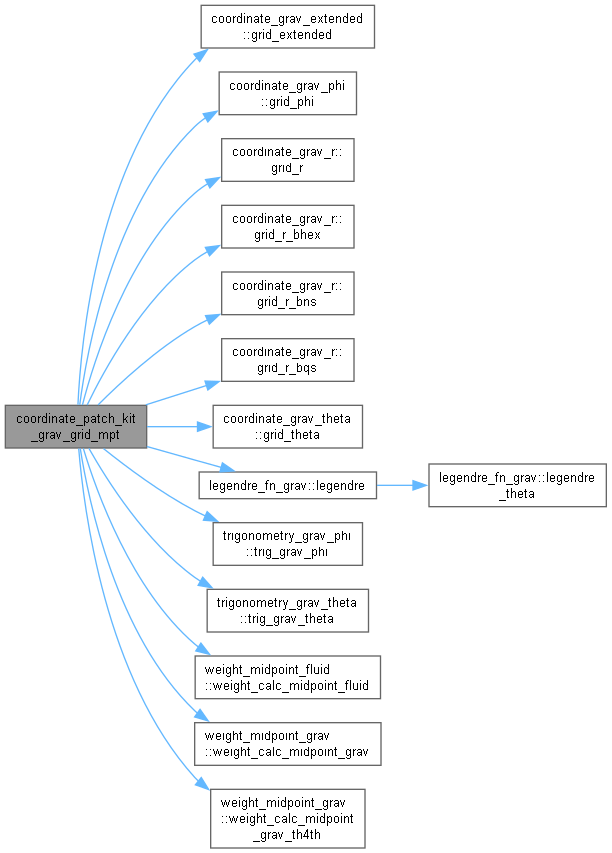 coordinate_grav_extended
::grid_extended
coordinate_grav_phi
::grid_phi
coordinate_grav_r::
grid_r
coordinate_grav_r::
grid_r_bhex
coordinate_grav_r::
grid_r_bns
coordinate_grav_r::
grid_r_bqs
coordinate_patch_kit
_grav_grid_mpt
coordinate_grav_theta
::grid_theta
legendre_fn_grav::legendre
legendre_fn_grav::legendre
_theta
trigonometry_grav_phi
::trig_grav_phi
trigonometry_grav_theta
::trig_grav_theta
weight_midpoint_fluid
::weight_calc_midpoint_fluid
weight_midpoint_grav
::weight_calc_midpoint_grav
weight_midpoint_grav
::weight_calc_midpoint
_grav_th4th